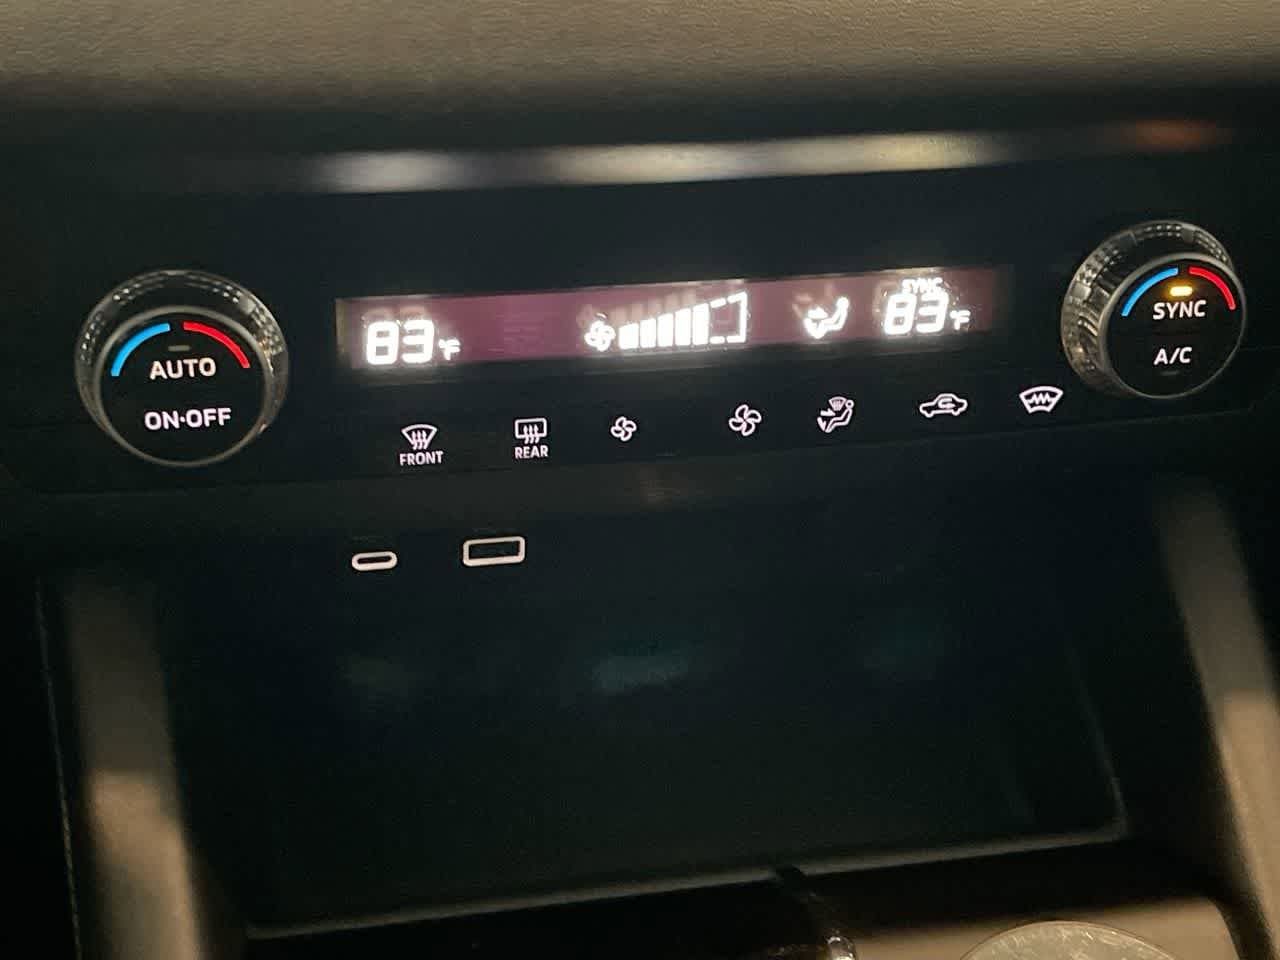 SYNC
83°F
83°F
AUTO
ON·OFF
SYNC
A/C
FRONT
REAR